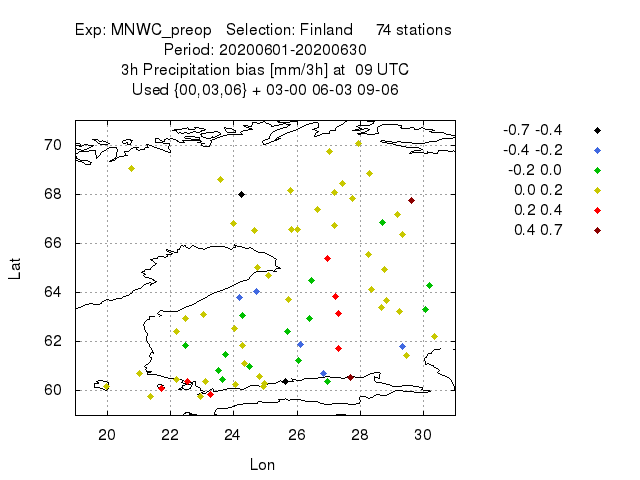 Exp: MNWC_preop   Selection: Finland     74 stations
Period: 20200601-20200630
3h Precipitation bias [mm/3h] at  09 UTC
Used {00,03,06} + 03-00 06-03 09-06
-0.7 -0.4
-0.4 -0.2
-0.2 0.0
0.0 0.2
0.2 0.4
0.4 0.7
Lat
70
68
66
64
62
60
20 22 24 26 28 30
Lon